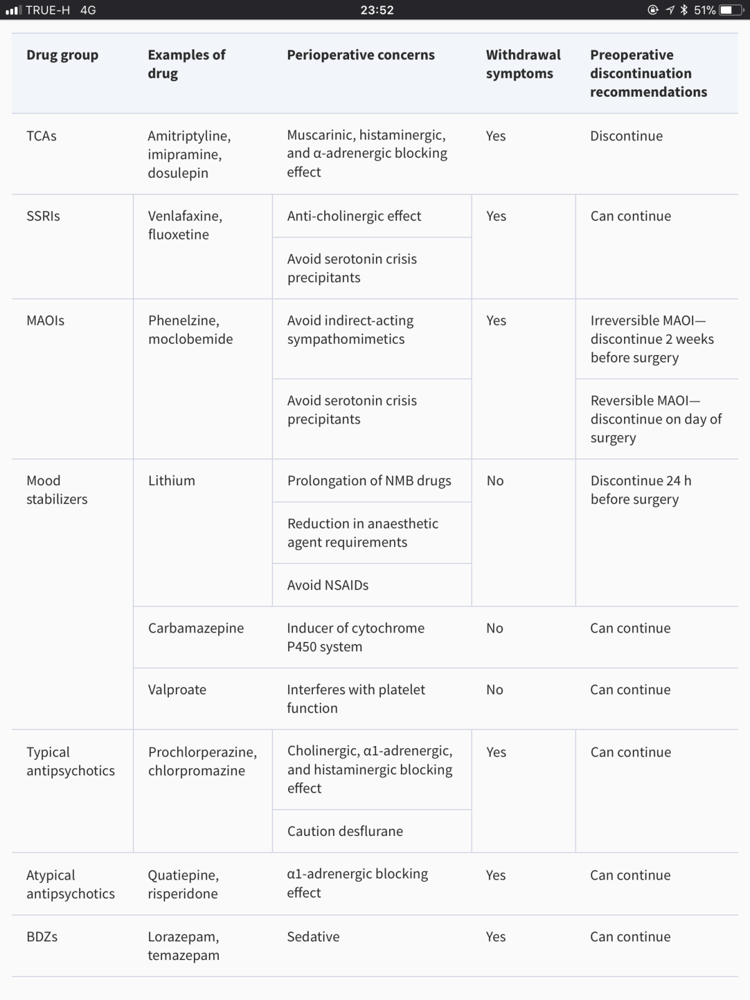 TRUE-H 4G 23:52 51%
Drug group
Examples of
drug
Perioperative concerns
Withdrawal
symptoms
Preoperative
discontinuation
recommendations
TCAs
Amitriptyline,
imipramine,
dosulepin
Muscarinic, histaminergic,
and α-adrenergic blocking
effect
Yes
Discontinue
SSRIs
Venlafaxine,
fluoxetine
Anti-cholinergic effect
Avoid serotonin crisis
precipitants
Yes
Can continue
MAOIs
Phenelzine,
moclobemide
Avoid indirect-acting
sympathomimetics
Avoid serotonin crisis
precipitants
Yes
Irreversible MAOI—
discontinue 2 weeks
before surgery
Reversible MAOI—
discontinue on day of
surgery
Mood
stabilizers
Lithium
Prolongation of NMB drugs
Reduction in anaesthetic
agent requirements
Avoid NSAIDs
No
Discontinue 24 h
before surgery
Carbamazepine
Inducer of cytochrome
P450 system
No
Can continue
Valproate
Interferes with platelet
function
No
Can continue
Typical
antipsychotics
Prochlorperazine,
chlorpromazine
Cholinergic, α1-adrenergic,
and histaminergic blocking
effect
Caution desflurane
Yes
Can continue
Atypical
antipsychotics
Quatiepine,
risperidone
α1-adrenergic blocking
effect
Yes
Can continue
BDZs
Lorazepam,
temazepam
Sedative
Yes
Can continue